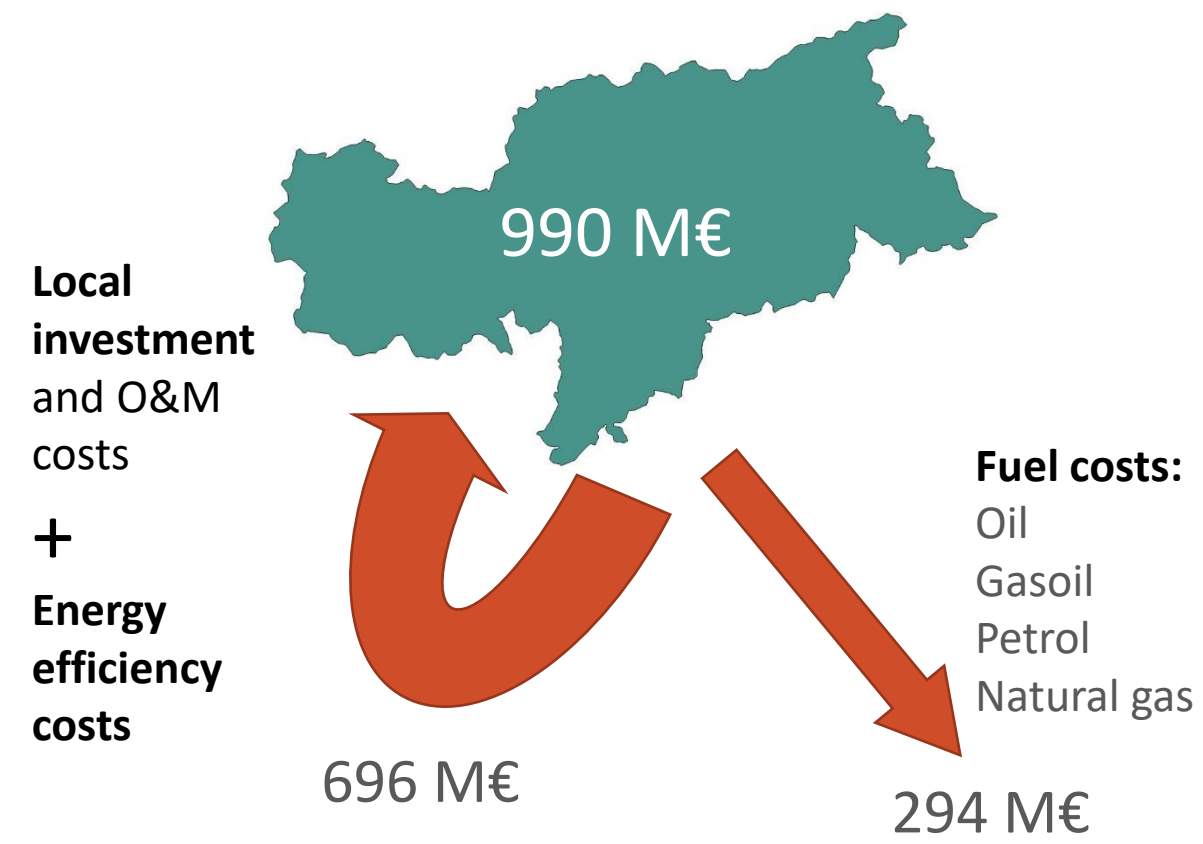 990 M€
Local
investment
and O&M
costs
+
Energy
efficiency
costs
696 M€
Fuel costs:
Oil
Gasoil
Petrol
Natural gas
294 M€